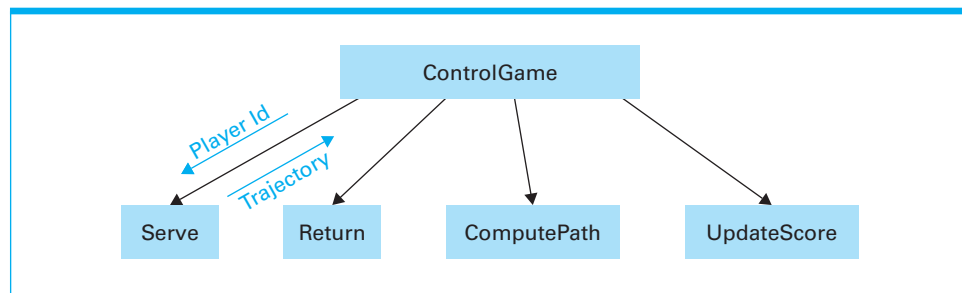 ControlGame
Player Id
Trajectory
Serve
Return
ComputePath
UpdateScore